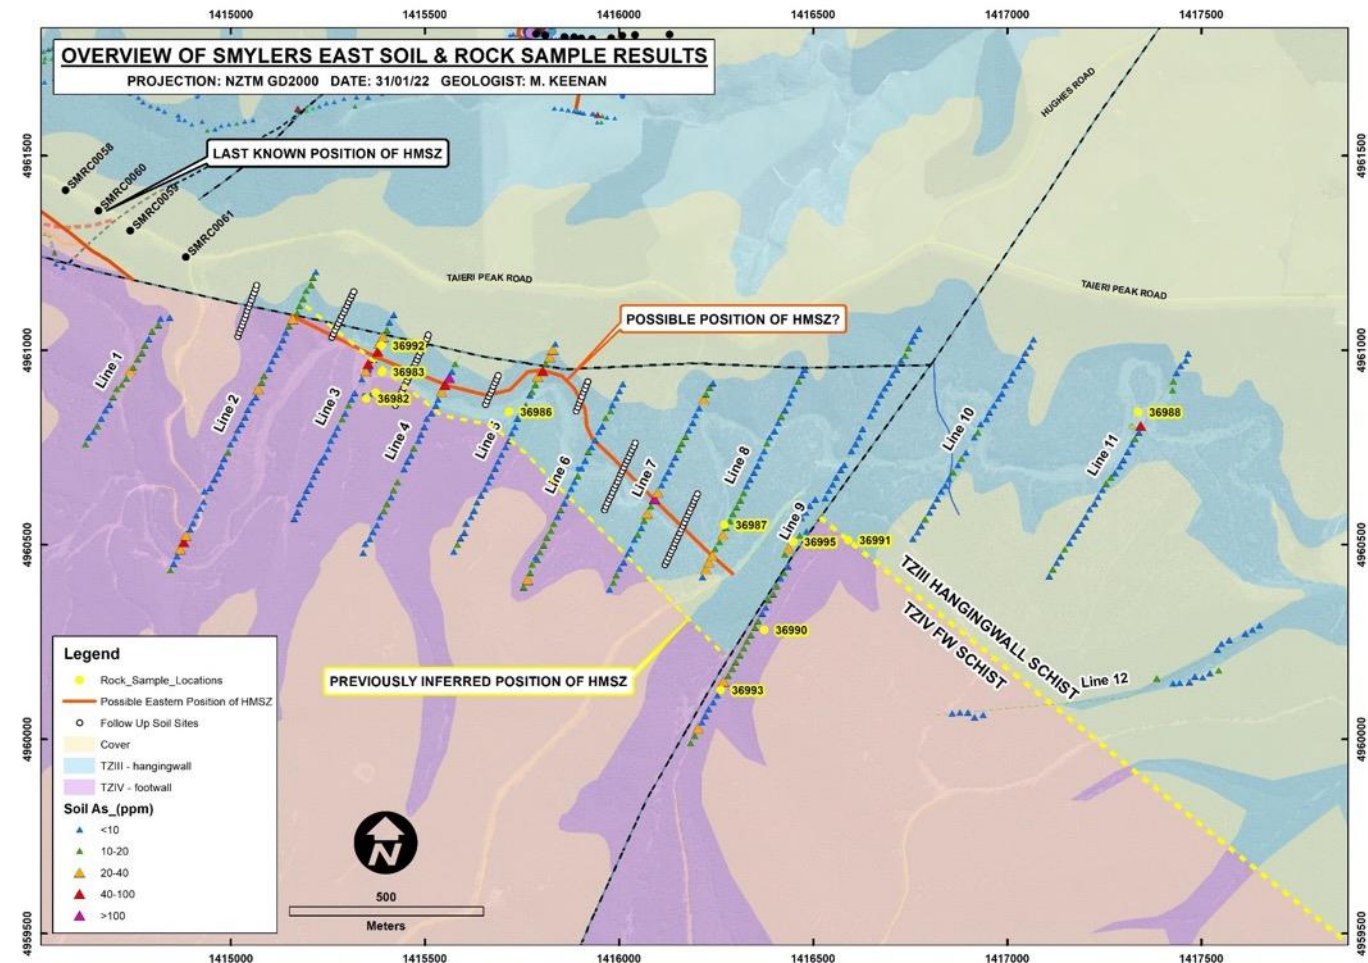 1415000 1415500 1416000 1416500 1417000 1417500
OVERVIEW OF SMYLERS EAST SOIL & ROCK SAMPLE RESULTS
PROJECTION: NZTM GD2000 DATE: 31/01/22 GEOLOGIST: M. KEENAN
HUGHES ROAD
4961500
4961500
LAST KNOWN POSITION OF HMSZ
SMRC0058
SMRC0060
SMRC0059
SMRC0061
TAIERI PEAK ROAD
TAIERI PEAK ROAD
POSSIBLE POSITION OF HMSZ?
4961000
4961000
36992
36983
36982
36986
36988
Line 1
Line 2
Line 3
Line 4
Line 5
Line 6
Line 7
Line 8
Line 9
Line 10
Line 11
4960500
4960500
36987
36995
36991
TZIII HANGINGWALL SCHIST
TZIV FW SCHIST
36990
36993
PREVIOUSLY INFERRED POSITION OF HMSZ
Line 12
4960000
4960000
Legend
Rock_Sample_Locations
Possible Eastern Position of HMSZ
Follow Up Soil Sites
Cover
TZIII - hangingwall
TZIV - footwall
Soil As_(ppm)
<10
10-20
20-40
40-100
>100
N
500
Meters
4959500
4959500
1415000 1415500 1416000 1416500 1417000 1417500